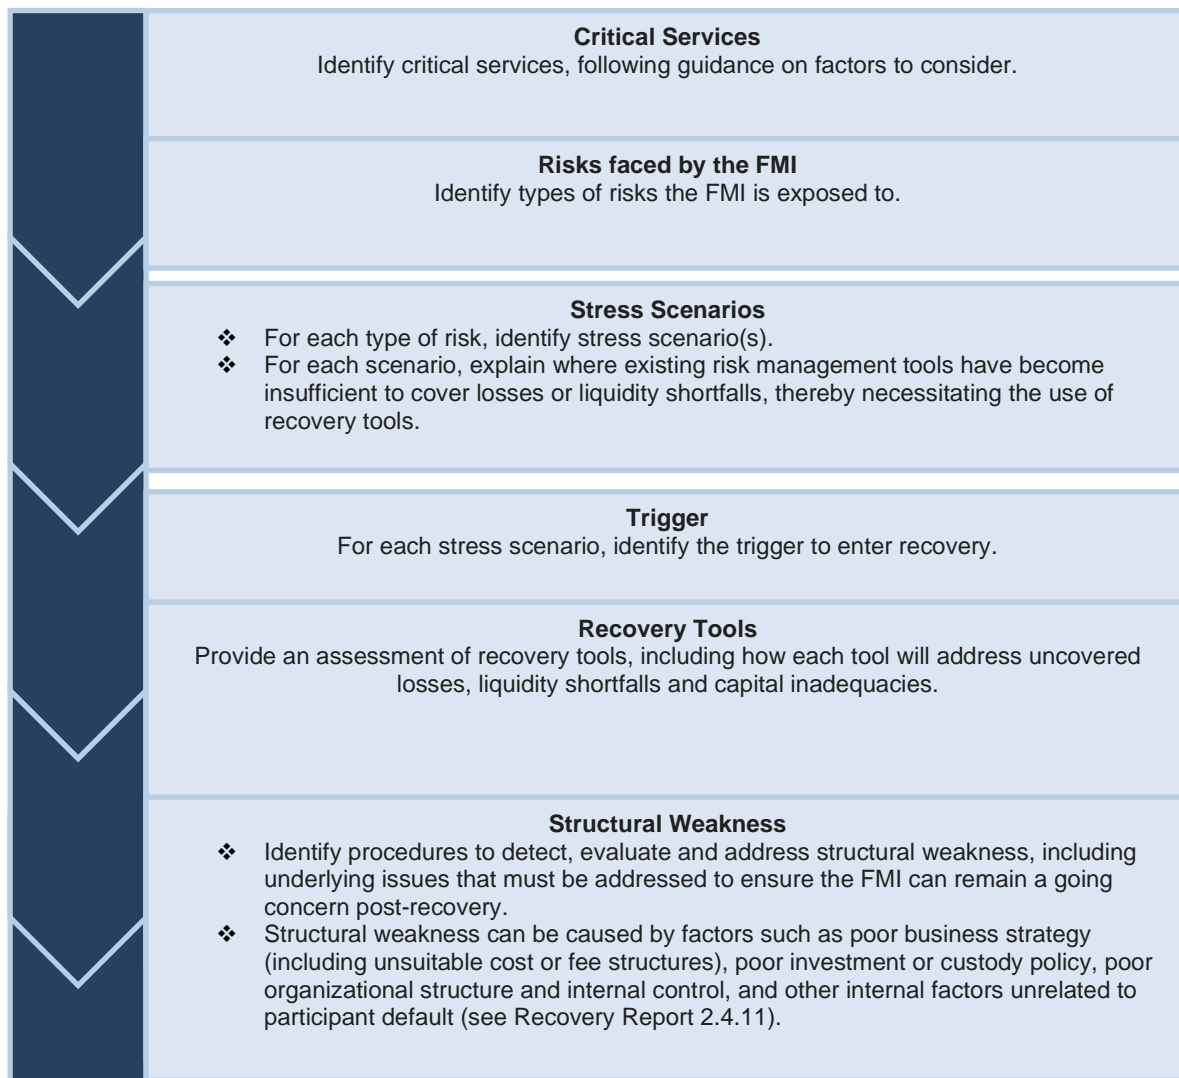 Critical Services
Identify critical services, following guidance on factors to consider.
Risks faced by the FMI
Identify types of risks the FMI is exposed to.
Stress Scenarios
❖ For each type of risk, identify stress scenario(s).
❖ For each scenario, explain where existing risk management tools have become
insufficient to cover losses or liquidity shortfalls, thereby necessitating the use of
recovery tools.
Trigger
For each stress scenario, identify the trigger to enter recovery.
Recovery Tools
Provide an assessment of recovery tools, including how each tool will address uncovered
losses, liquidity shortfalls and capital inadequacies.
Structural Weakness
❖ Identify procedures to detect, evaluate and address structural weakness, including
underlying issues that must be addressed to ensure the FMI can remain a going
concern post-recovery.
❖ Structural weakness can be caused by factors such as poor business strategy
(including unsuitable cost or fee structures), poor investment or custody policy, poor
organizational structure and internal control, and other internal factors unrelated to
participant default (see Recovery Report 2.4.11).